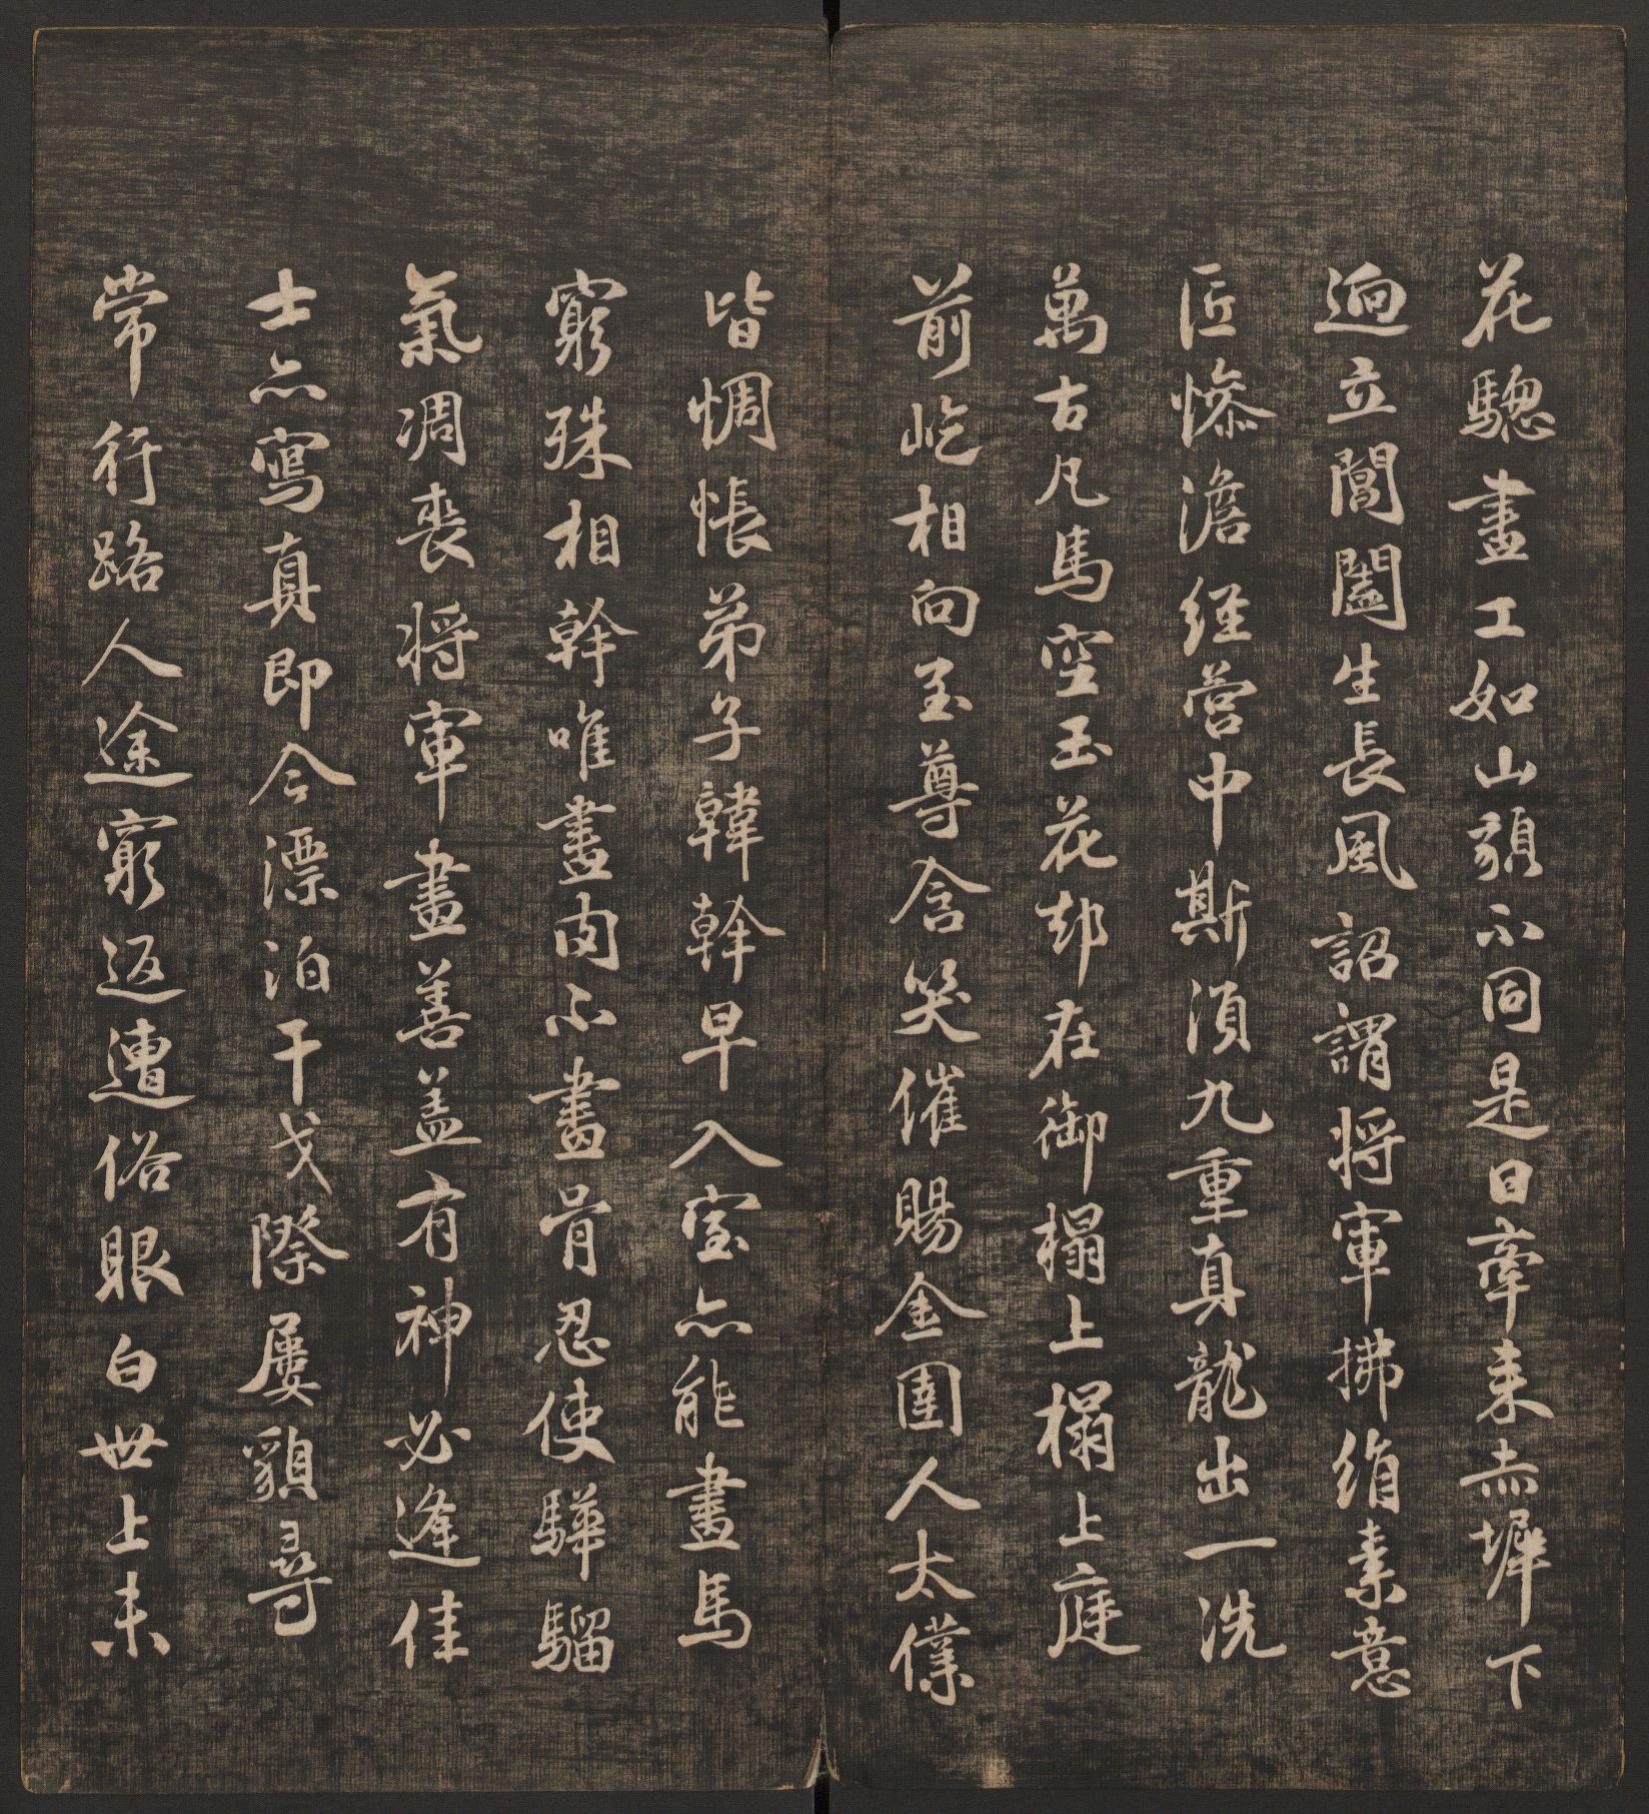 花驄畫工如山貌不同是日牽来赤墀下
迥立閶闔生長風詔謂将軍拂絹素意
匠慘澹経營中斯湏九重真龍出一洗
萬古凡馬空玉花却在御榻上榻上庭
前屹相向至尊含笑催賜金圉人太僕
皆惆悵弟子韓幹早入室亦能畫馬
窮殊相幹唯畫肉不畫骨忍使驊騮
氣凋喪将軍畫善盖有神必逢佳
士亦寫真即今漂泊干戈際屢貌尋
常行路人途窮返遭俗眼白世上未